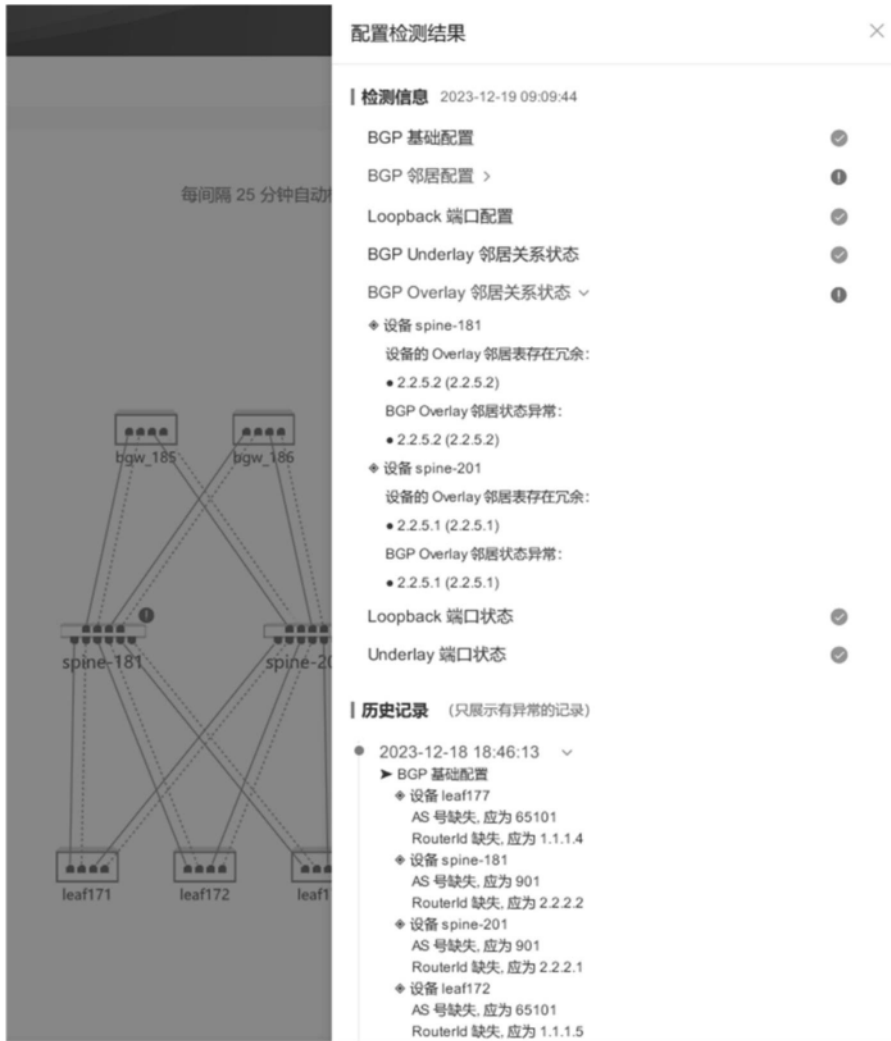 配置检测结果
检测信息 2023-12-19 09:09:44
BGP 基础配置
BGP 邻居配置 >
每间隔 25 分钟自动
Loopback 端口配置
BGP Underlay 邻居关系状态
BGP Overlay 邻居关系状态
◈ 设备 spine-181
设备的 Overlay 邻居表存在冗余:
● 2.2.5.2 (2.2.5.2)
BGP Overlay 邻居状态异常:
● 2.2.5.2 (2.2.5.2)
◈ 设备 spine-201
设备的 Overlay 邻居表存在冗余:
● 2.2.5.1 (2.2.5.1)
BGP Overlay 邻居状态异常:
● 2.2.5.1 (2.2.5.1)
Loopback 端口状态
Underlay 端口状态
bgw_185
bgw_186
spine-181
spine-20
leaf171
leaf172
leaf1
历史记录 (只展示有异常的记录)
2023-12-18 18:46:13
➤ BGP 基础配置
◈ 设备 leaf177
AS 号缺失, 应为 65101
RouterId 缺失, 应为 1.1.1.4
◈ 设备 spine-181
AS 号缺失, 应为 901
RouterId 缺失, 应为 2.2.2.2
◈ 设备 spine-201
AS 号缺失, 应为 901
RouterId 缺失, 应为 2.2.2.1
◈ 设备 leaf172
AS 号缺失, 应为 65101
RouterId 缺失, 应为 1.1.1.5